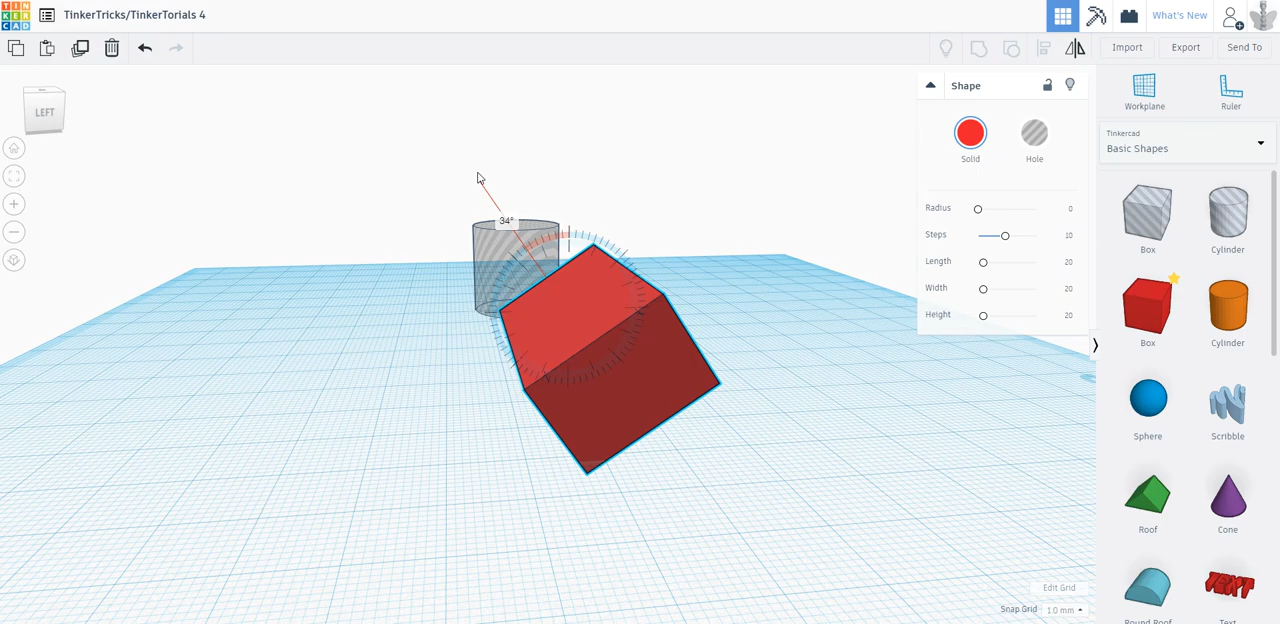 TIN
KER
CAD
TinkerTricks/TinkerTorials 4
What's New
Import
Export
Send To
LEFT
34°
Shape
Solid
Hole
Radius
0
Steps
10
Length
20
Width
20
Height
20
Workplane
Ruler
Tinkercad
Basic Shapes
Box
Cylinder
Box
Cylinder
Sphere
Scribble
Roof
Cone
TEXT
Round Roof
Text
Edit Grid
Snap Grid
1.0 mm